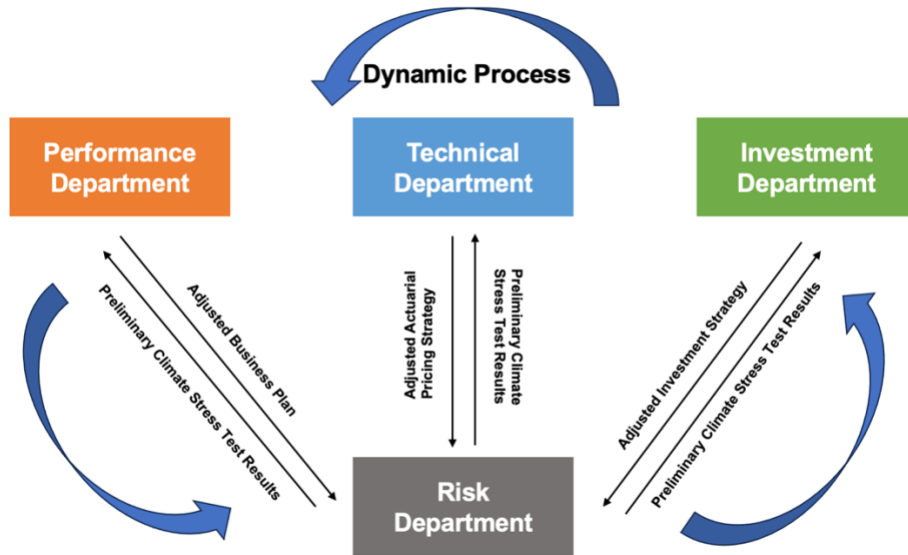 Dynamic Process
Performance
Department
Technical
Department
Investment
Department
Adjusted Business Plan
Preliminary Climate Stress Test Results
Adjusted Actuarial
Pricing Strategy
Preliminary Climate
Stress Test Results
Adjusted Investment Strategy
Preliminary Climate Stress Test Results
Risk
Department